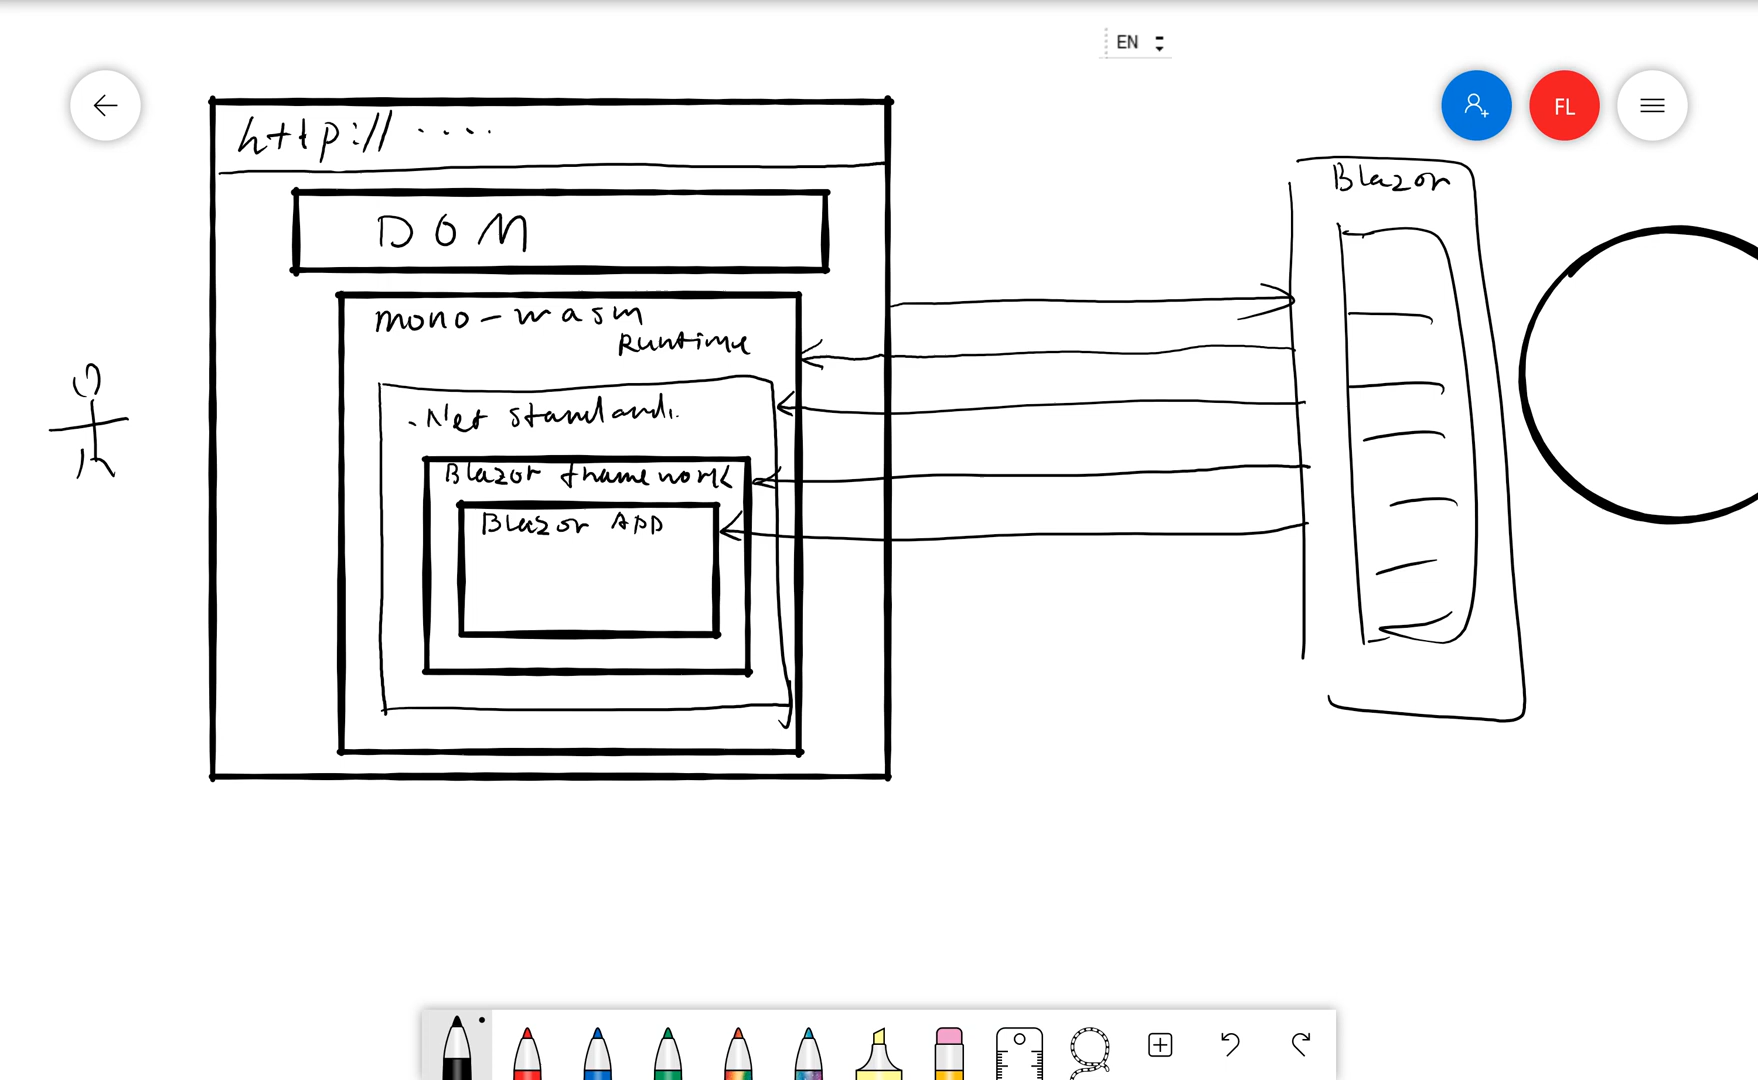 EN
FL
http:// ....
DOM
mono-wasm
Runtime
.Net Standard.
Blazor framework
Blazor App
Blazor